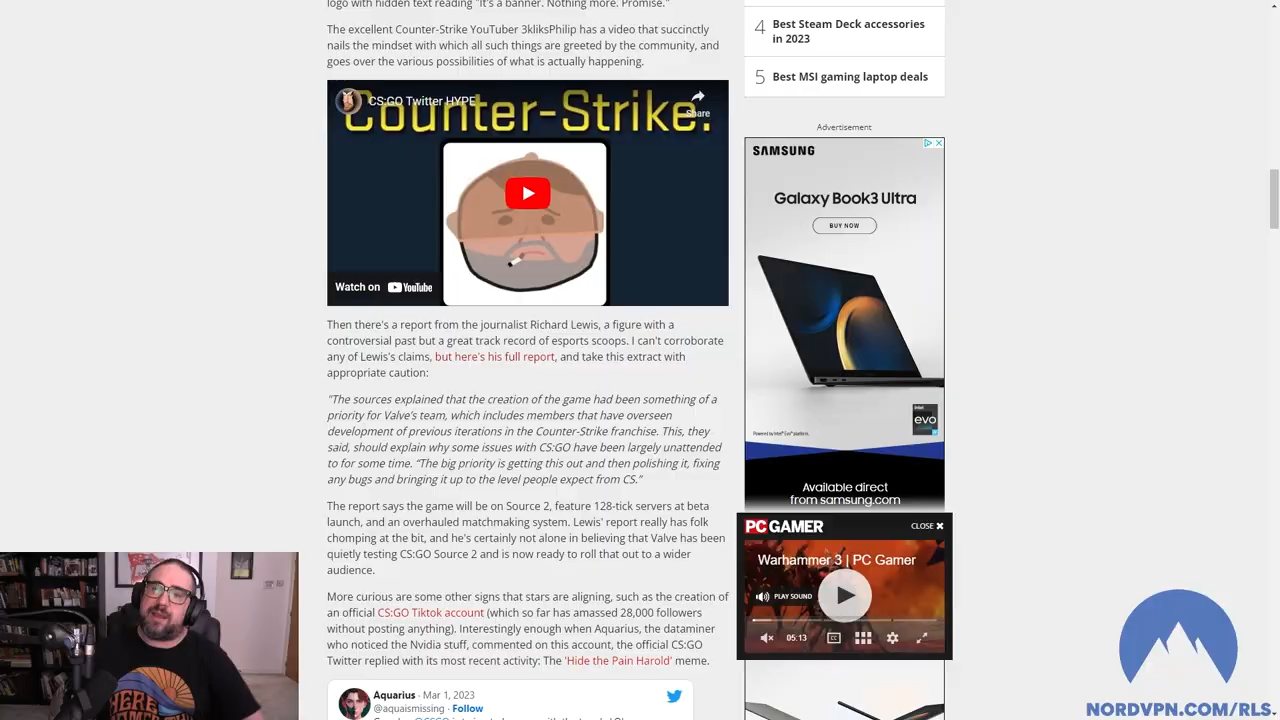 logo with hidden text reading "It's a banner. Nothing more. Promise."
The excellent Counter-Strike YouTuber 3kliksPhilip has a video that succinctly
nails the mindset with which all such things are greeted by the community, and
goes over the various possibilities of what is actually happening.
CS:GO Twitter HYPE
Share
Counter-Strike:
Watch on YouTube
Then there's a report from the journalist Richard Lewis, a figure with a
controversial past but a great track record of esports scoops. I can't corroborate
any of Lewis's claims, but here's his full report, and take this extract with
appropriate caution:
"The sources explained that the creation of the game had been something of a
priority for Valve's team, which includes members that have overseen
development of previous iterations in the Counter-Strike franchise. This, they
said, should explain why some issues with CS:GO have been largely unattended
to for some time. “The big priority is getting this out and then polishing it, fixing
any bugs and bringing it up to the level people expect from CS.”
The report says the game will be on Source 2, feature 128-tick servers at beta
launch, and an overhauled matchmaking system. Lewis' report really has folk
chomping at the bit, and he's certainly not alone in believing that Valve has been
quietly testing CS:GO Source 2 and is now ready to roll that out to a wider
audience.
More curious are some other signs that stars are aligning, such as the creation of
an official CS:GO Tiktok account (which so far has amassed 28,000 followers
without posting anything). Interestingly enough when Aquarius, the dataminer
who noticed the Nvidia stuff, commented on this account, the official CS:GO
Twitter replied with its most recent activity: The 'Hide the Pain Harold' meme.
Aquarius · Mar 1, 2023
@aquaismissing · Follow
4 Best Steam Deck accessories
in 2023
5 Best MSI gaming laptop deals
Advertisement
SAMSUNG
Galaxy Book3 Ultra
BUY NOW
intel
evo
Powered by Intel® Evo™ platform.
Available direct
from samsung.com
PC GAMER
CLOSE ✖
Warhammer 3 | PC Gamer
PLAY SOUND
05:13
CC
NORDVPN.COM/RLS